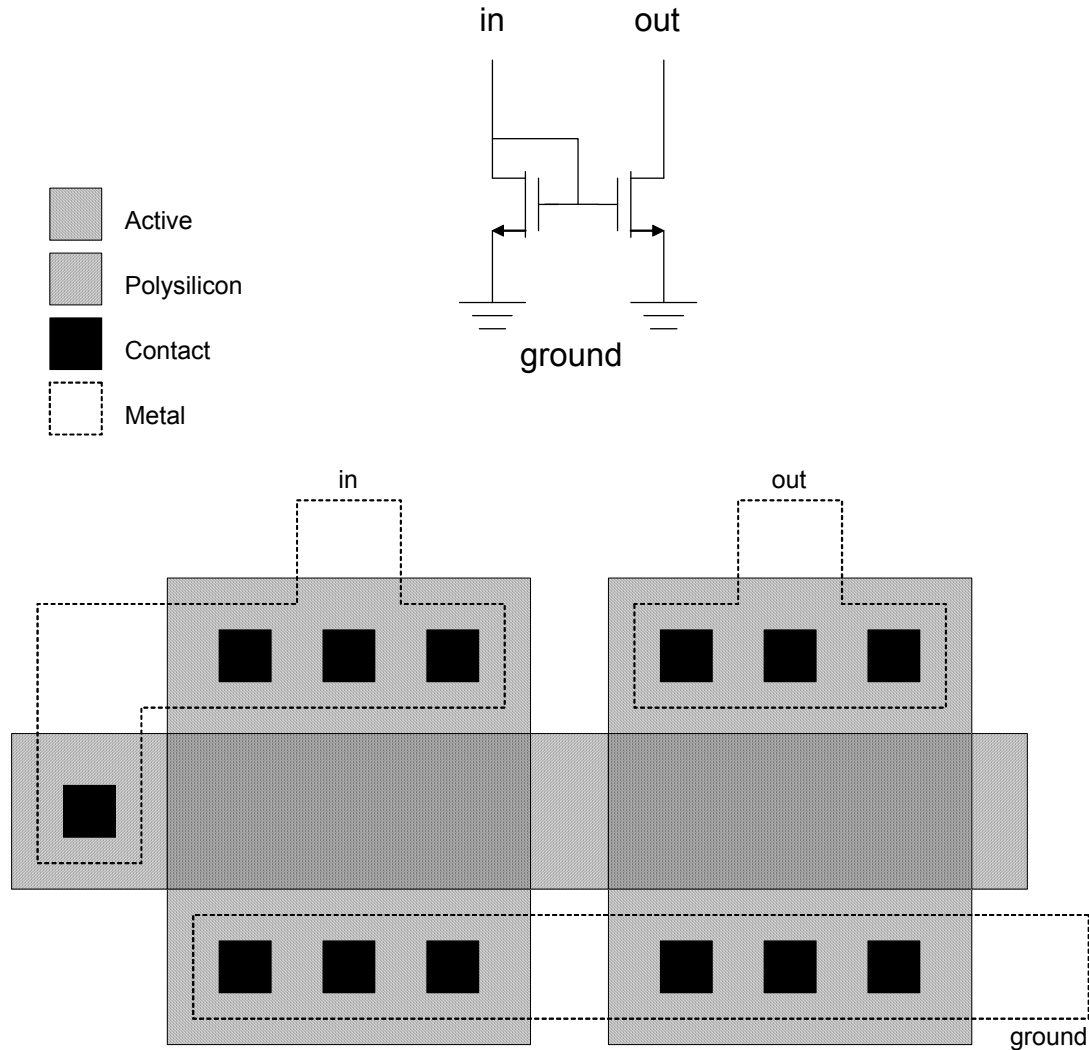 in
out
Active
Polysilicon
Contact
Metal
ground
in
out
ground